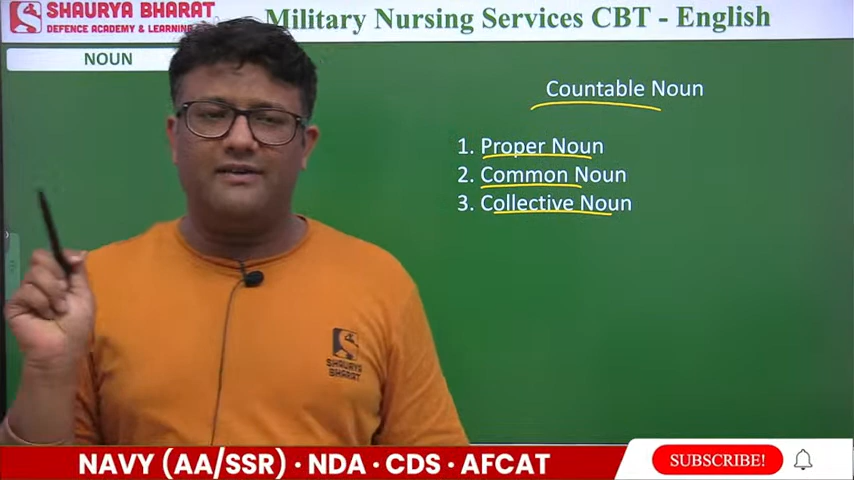 SHAURYA BHARAT
DEFENCE ACADEMY & LEARNING
Military Nursing Services CBT - English
NOUN
Countable Noun
1. Proper Noun
2. Common Noun
3. Collective Noun
SHAURYA
BHARAT
NAVY (AA/SSR) · NDA · CDS · AFCAT
SUBSCRIBE!